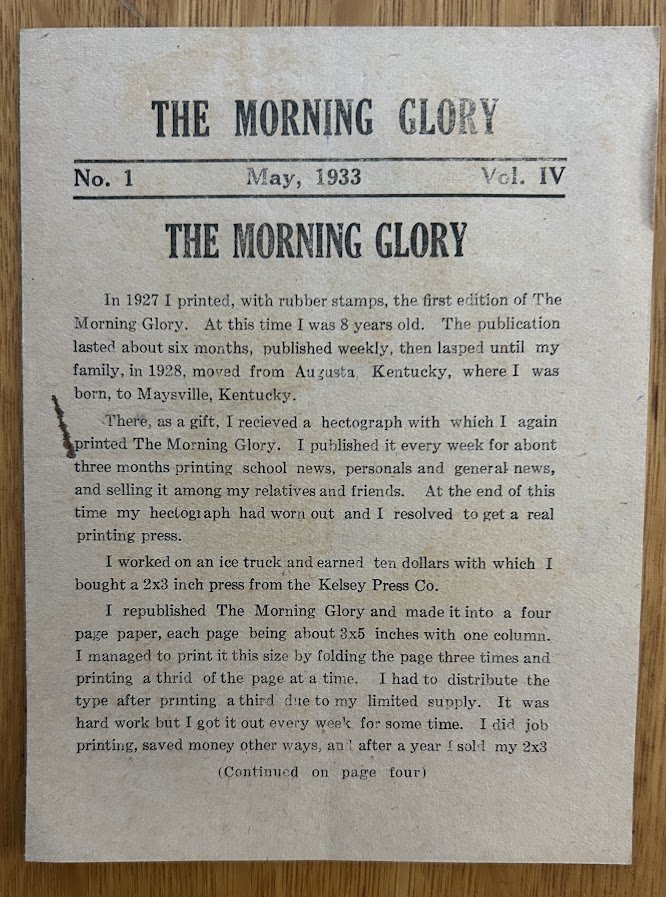 THE MORNING GLORY
No. 1 May, 1933 Vol. IV
THE MORNING GLORY
In 1927 I printed, with rubber stamps, the first edition of The
Morning Glory. At this time I was 8 years old. The publication
lasted about six months, published weekly, then lasped until my
family, in 1928, moved from Augusta, Kentucky, where I was
born, to Maysville, Kentucky.
There, as a gift, I recieved a hectograph with which I again
printed The Morning Glory. I published it every week for abont
three months printing school news, personals and general news,
and selling it among my relatives and friends. At the end of this
time my hectograph had worn out and I resolved to get a real
printing press.
I worked on an ice truck and earned ten dollars with which I
bought a 2x3 inch press from the Kelsey Press Co.
I republished The Morning Glory and made it into a four
page paper, each page being about 3x5 inches with one column.
I managed to print it this size by folding the page three times and
printing a thrid of the page at a time. I had to distribute the
type after printing a third due to my limited supply. It was
hard work but I got it out every week for some time. I did job
printing, saved money other ways, and after a year I sold my 2x3
(Continued on page four)